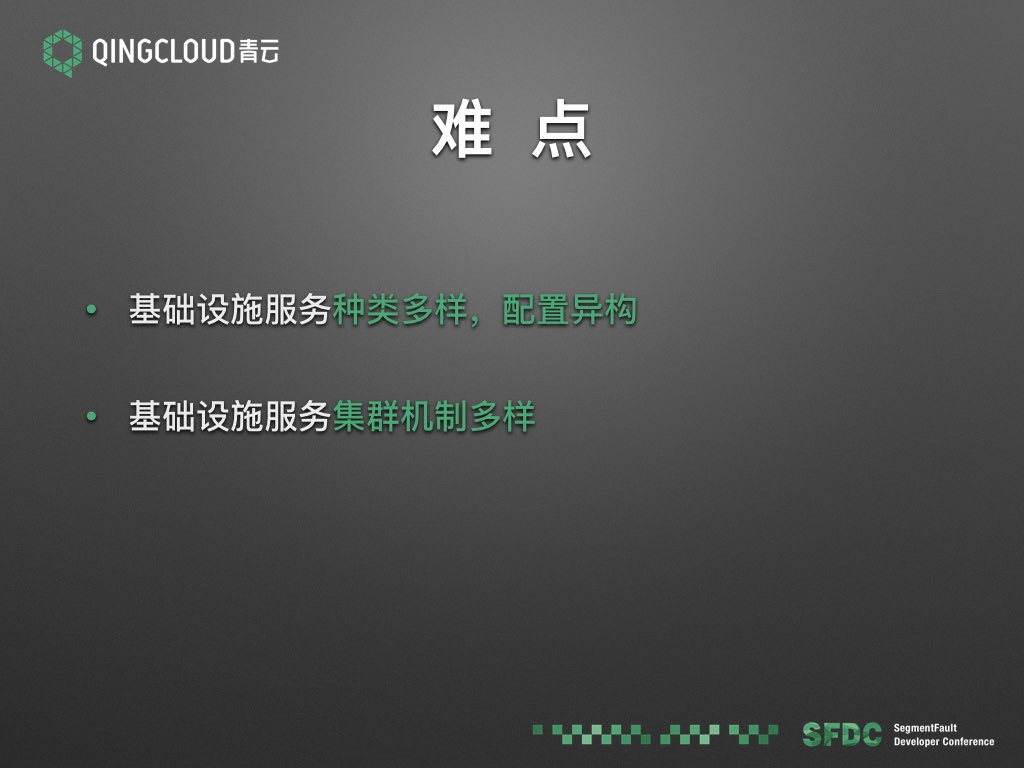 QINGCLOUD青云
难 点
• 基础设施服务种类多样，配置异构
• 基础设施服务集群机制多样
SFDC
SegmentFault
Developer Conference